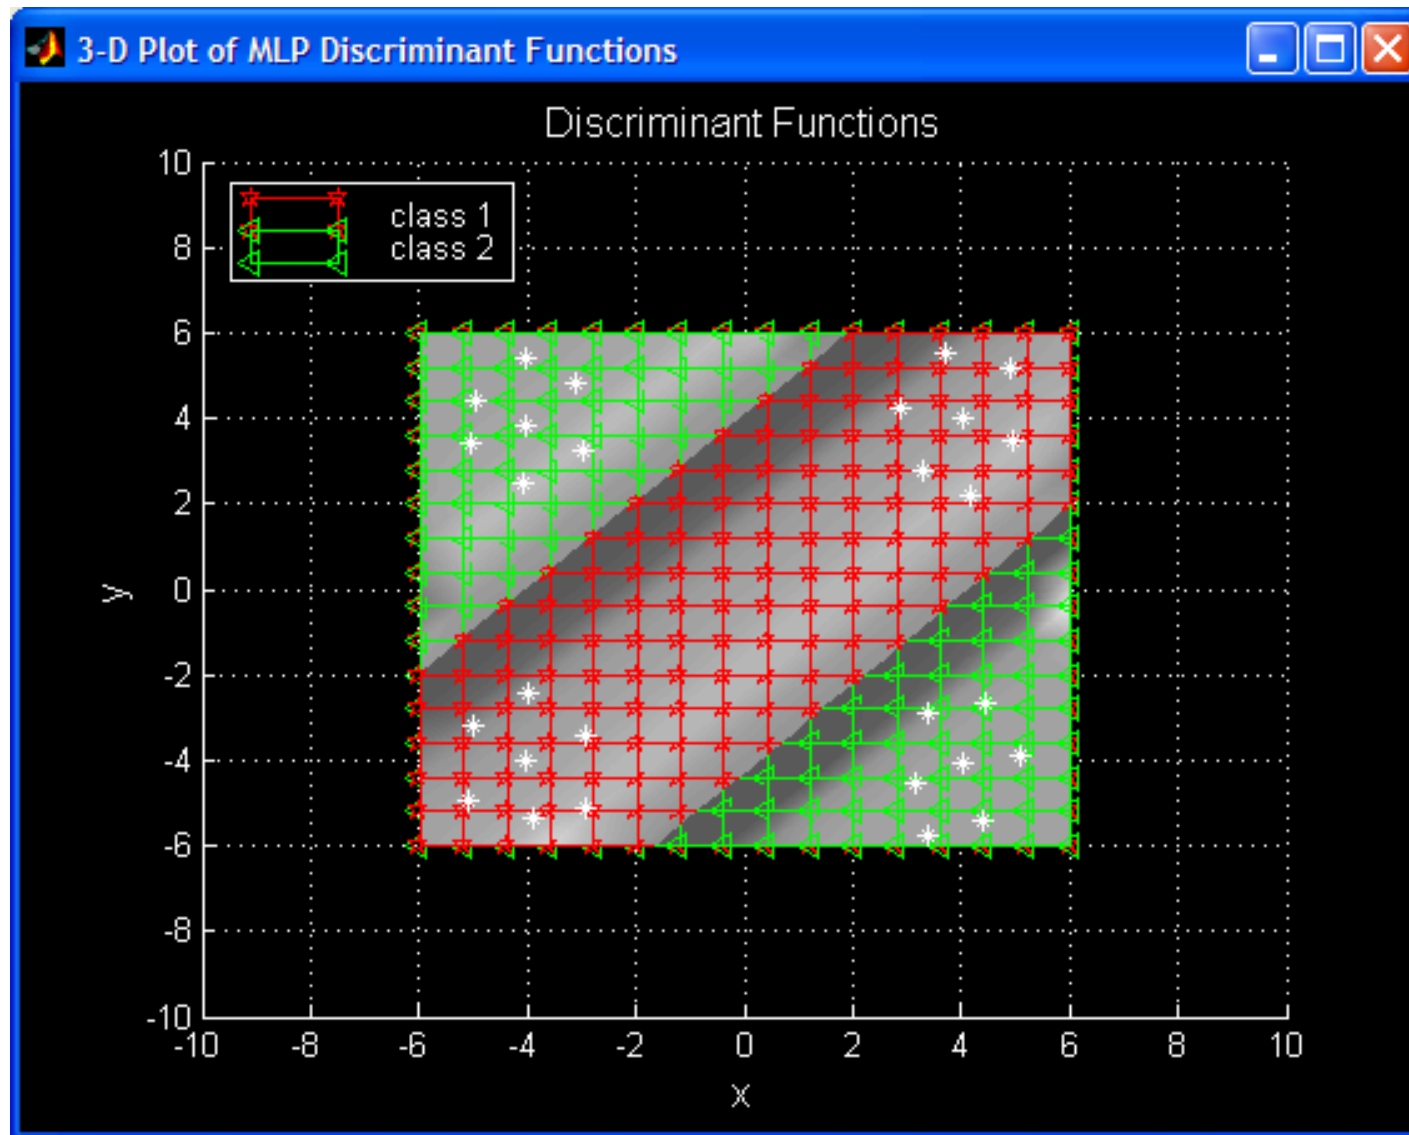 3-D Plot of MLP Discriminant Functions
Discriminant Functions
10
class 1
8
class 2
6
4
2
y
0
-2
-4
-6
-8
-10
-10 -8 -6 -4 -2 0 2 4 6 8 10
x